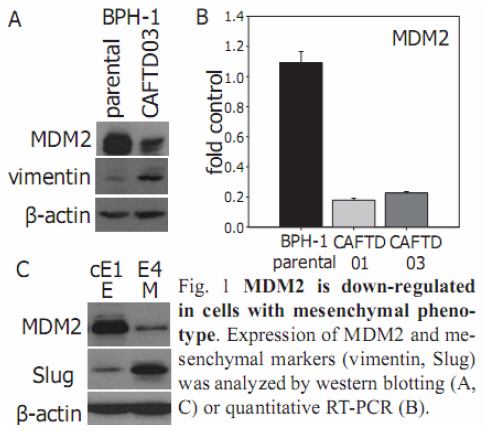 A
BPH-1
parental
CAFTD03
MDM2
vimentin
β-actin
B
MDM2
fold control
1.4
1.2
1.0
0.8
0.6
0.4
0.2
0.0
BPH-1 CAFTD CAFTD
parental 01 03
C
cE1 E4
E M
MDM2
Slug
β-actin
Fig. 1 MDM2 is down-regulated
in cells with mesenchymal pheno-
type. Expression of MDM2 and me-
senchymal markers (vimentin, Slug)
was analyzed by western blotting (A,
C) or quantitative RT-PCR (B).